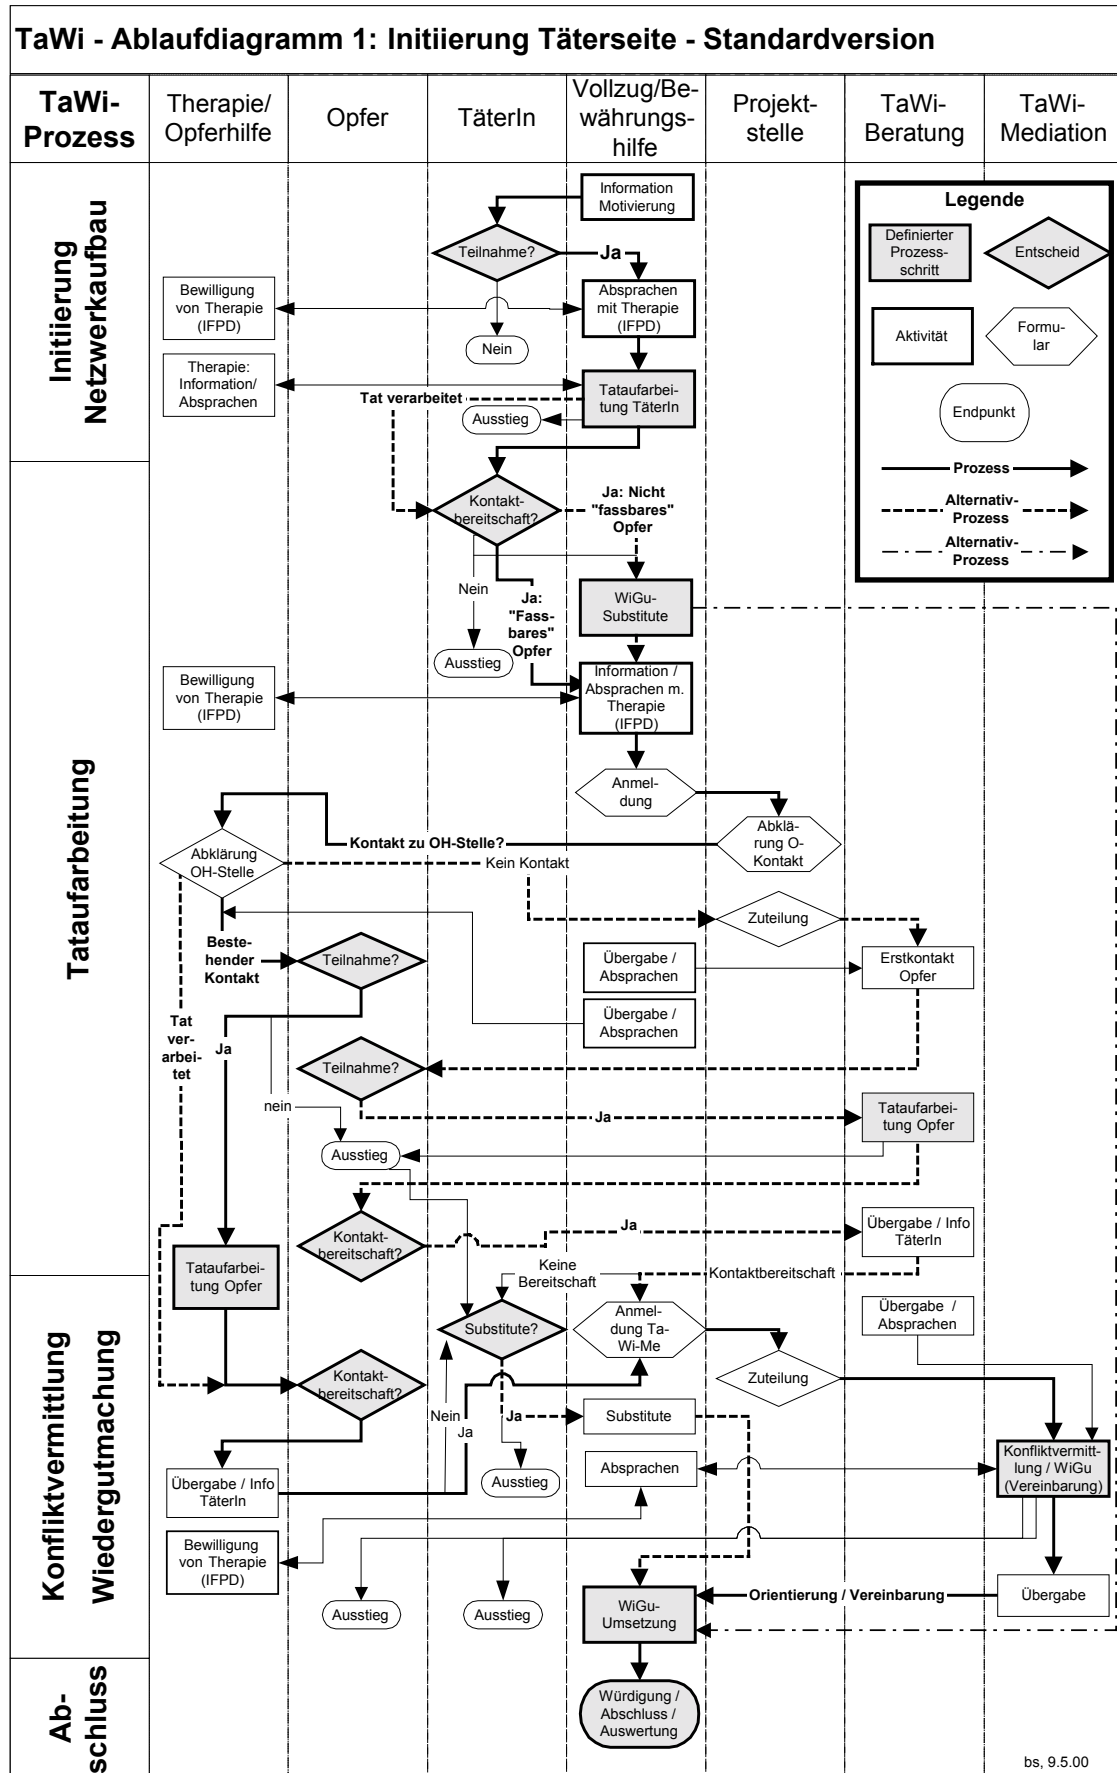 TaWi - Ablaufdiagramm 1: Initiierung Täterseite - Standardversion
TaWi-
Prozess
Therapie/
Opferhilfe
Opfer
TäterIn
Vollzug/Be-
währungs-
hilfe
Projekt-
stelle
TaWi-
Beratung
TaWi-
Mediation
Initiierung
Netzwerkaufbau
Information
Motivierung
Teilnahme?
Ja
Bewilligung
von Therapie
(IFPD)
Absprachen
mit Therapie
(IFPD)
Nein
Therapie:
Information/
Absprachen
Tat verarbeitet
Tataufarbei-
tung TäterIn
Ausstieg
Legende
Definierter
Prozess-
schritt
Entscheid
Aktivität
Formu-
lar
Endpunkt
Prozess
Alternativ-
Prozess
Alternativ-
Prozess
Tataufarbeitung
Kontakt-
bereitschaft?
Ja: Nicht
"fassbares"
Opfer
Nein
Ja:
"Fass-
bares"
Opfer
WiGu-
Substitute
Ausstieg
Bewilligung
von Therapie
(IFPD)
Information /
Absprachen m.
Therapie
(IFPD)
Anmel-
dung
Abklä-
rung O-
Kontakt
Kontakt zu OH-Stelle?
Abklärung
OH-Stelle
Kein Kontakt
Zuteilung
Beste-
hender
Kontakt
Teilnahme?
Übergabe /
Absprachen
Erstkontakt
Opfer
Übergabe /
Absprachen
Tat
ver-
arbei-
tet
Ja
Teilnahme?
nein
Ja
Tataufarbei-
tung Opfer
Ausstieg
Kontakt-
bereitschaft?
Ja
Übergabe / Info
TäterIn
Tataufarbei-
tung Opfer
Keine
Bereitschaft
Kontaktbereitschaft
Konfliktvermittlung
Wiedergutmachung
Substitute?
Anmel-
dung Ta-
Wi-Me
Übergabe /
Absprachen
Zuteilung
Kontakt-
bereitschaft?
Nein
Ja
Ja
Substitute
Übergabe / Info
TäterIn
Ausstieg
Absprachen
Konfliktvermitt-
lung / WiGu
(Vereinbarung)
Bewilligung
von Therapie
(IFPD)
Ausstieg
Ausstieg
WiGu-
Umsetzung
Orientierung / Vereinbarung
Übergabe
Ab-
schluss
Würdigung /
Abschluss /
Auswertung
bs, 9.5.00